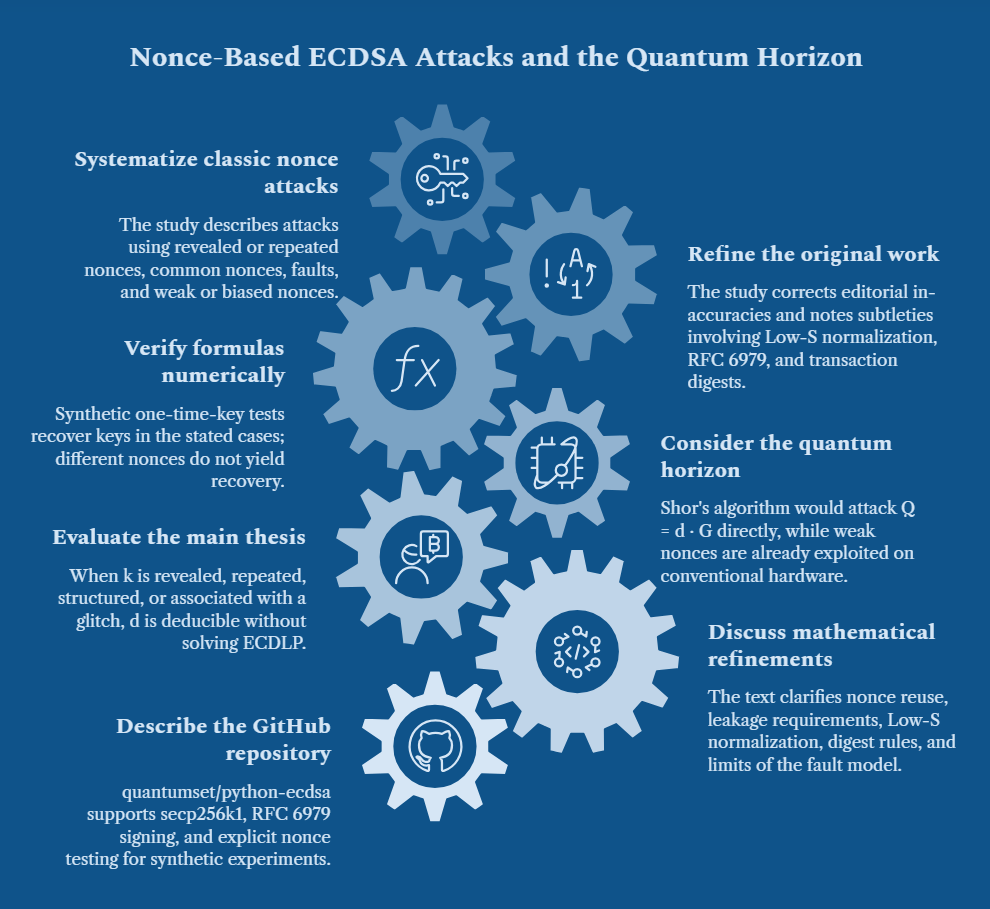 Nonce-Based ECDSA Attacks and the Quantum Horizon
Systematize classic nonce
attacks
The study describes attacks
using revealed or repeated
nonces, common nonces, faults,
and weak or biased nonces.
! A
1
Refine the original work
The study corrects editorial in-
accuracies and notes subtleties
involving Low-S normalization,
RFC 6979, and transaction
digests.
Verify formulas
numerically
Synthetic one-time-key tests
recover keys in the stated cases;
different nonces do not yield
recovery.
fx
Consider the quantum
horizon
Shor's algorithm would attack Q
= d · G directly, while weak
nonces are already exploited on
conventional hardware.
Evaluate the main thesis
When k is revealed, repeated,
structured, or associated with a
glitch, d is deducible without
solving ECDLP.
</>
Discuss mathematical
refinements
The text clarifies nonce reuse,
leakage requirements, Low-S
normalization, digest rules, and
limits of the fault model.
Describe the GitHub
repository
quantumset/python-ecdsa
supports secp256k1, RFC 6979
signing, and explicit nonce
testing for synthetic experiments.